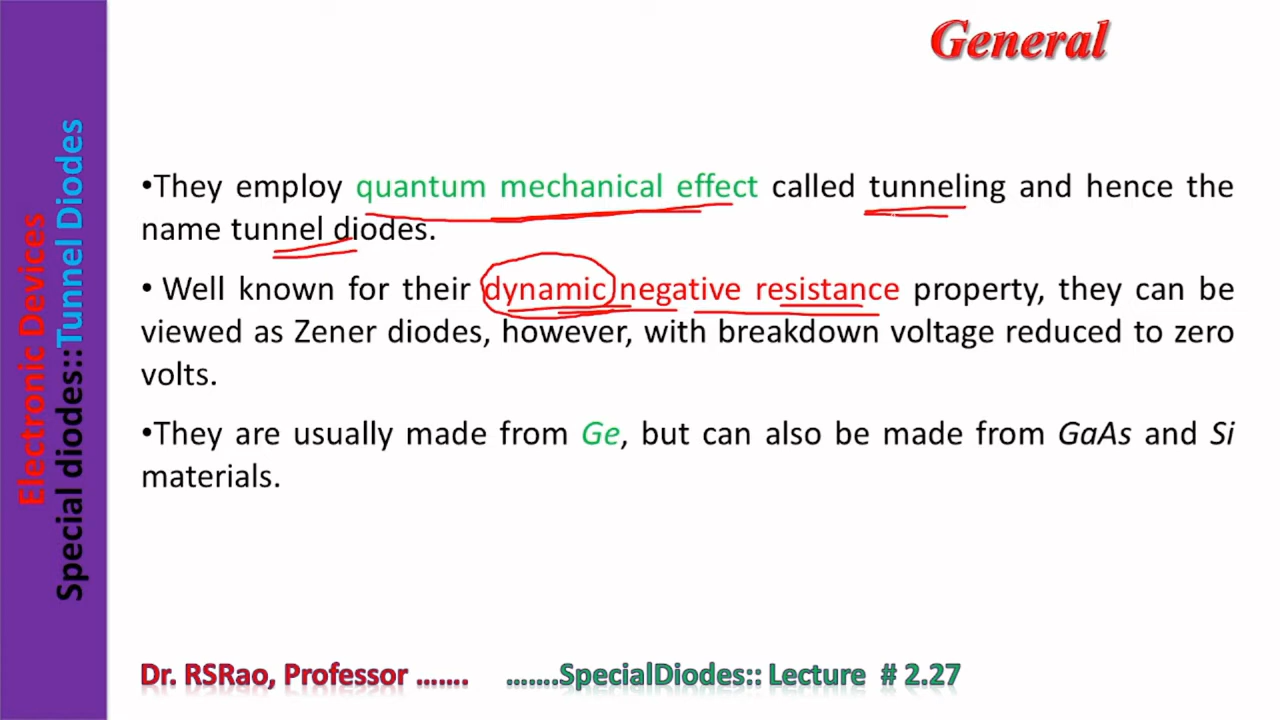 General
Electronic Devices
Special diodes::Tunnel Diodes
•They employ quantum mechanical effect called tunneling and hence the
name tunnel diodes.
• Well known for their dynamic negative resistance property, they can be
viewed as Zener diodes, however, with breakdown voltage reduced to zero
volts.
•They are usually made from Ge, but can also be made from GaAs and Si
materials.
Dr. RSRao, Professor ....... .......SpecialDiodes:: Lecture # 2.27